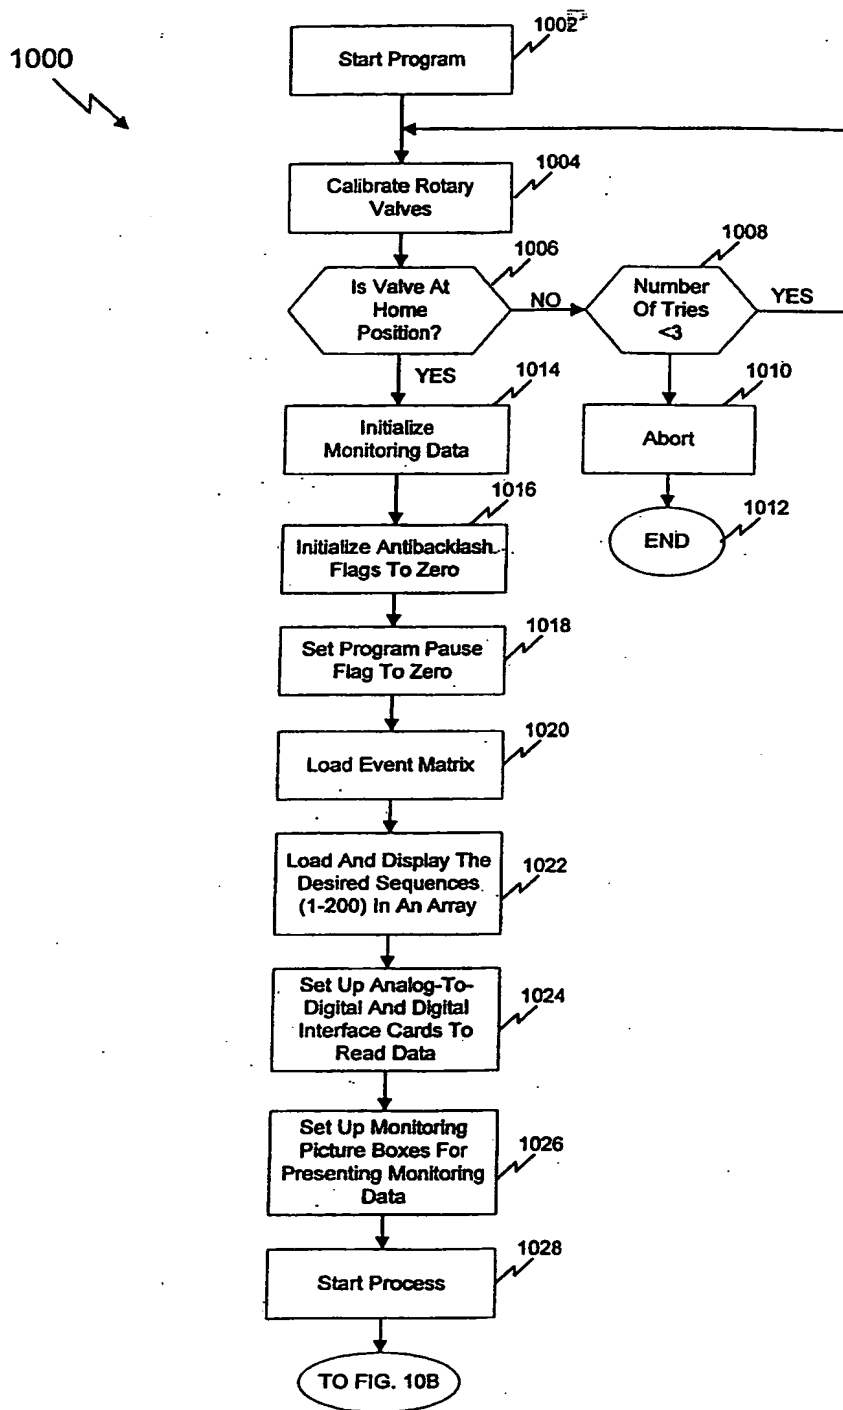 1002
Start Program
1000
1004
Calibrate Rotary
Valves
1006
Is Valve At
Home
Position?
NO
1008
Number
Of Tries
<3
YES
YES
1014
Initialize
Monitoring Data
1010
Abort
1016
Initialize Antibacklash
Flags To Zero
1012
END
1018
Set Program Pause
Flag To Zero
1020
Load Event Matrix
Load And Display The
Desired Sequences
(1-200) In An Array
1022
Set Up Analog-To-
Digital And Digital
Interface Cards To
Read Data
1024
Set Up Monitoring
Picture Boxes For
Presenting Monitoring
Data
1026
Start Process
1028
TO FIG. 10B